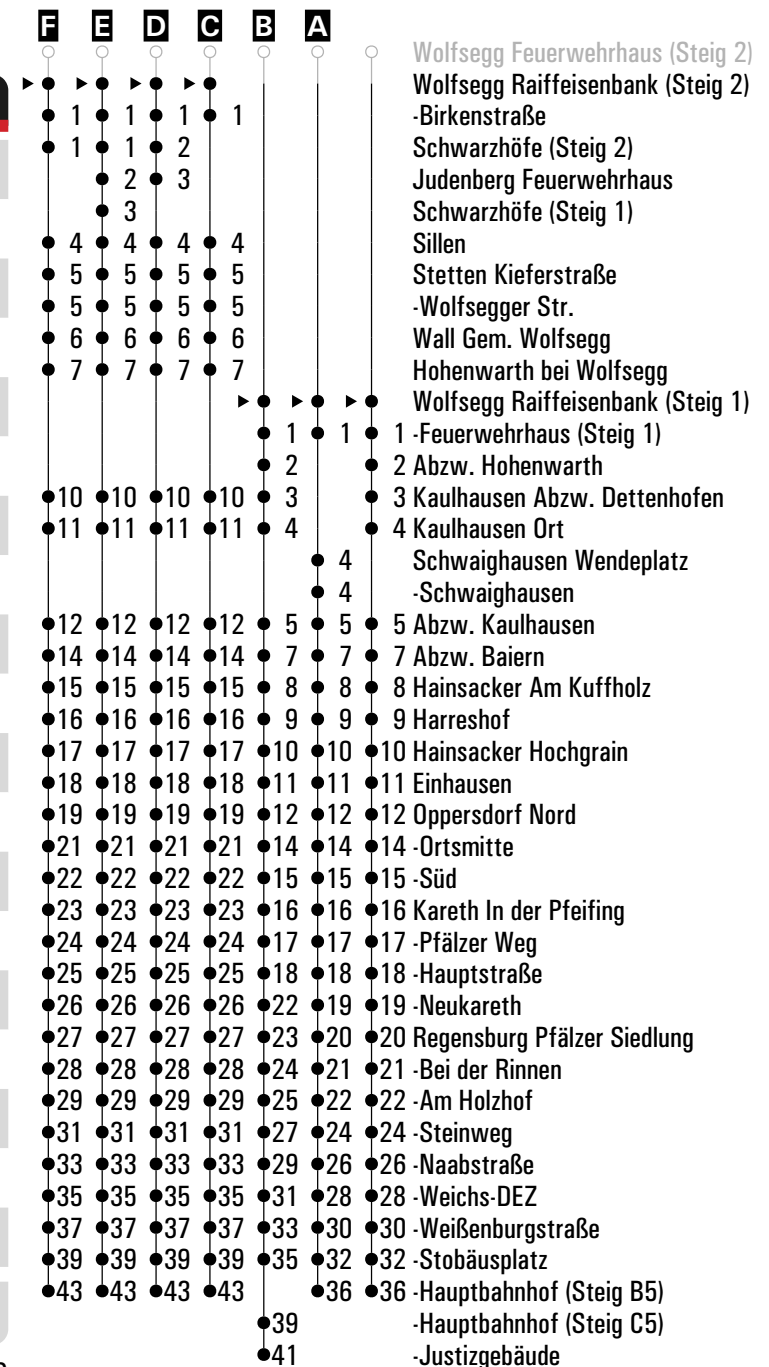 F E D C B A
Wolfsegg Feuerwehrhaus (Steig 2)
Wolfsegg Raiffeisenbank (Steig 2)
1 1 1 1 -Birkenstraße
1 1 2 Schwarzhöfe (Steig 2)
2 3 Judenberg Feuerwehrhaus
3 Schwarzhöfe (Steig 1)
4 4 4 4 Sillen
5 5 5 5 Stetten Kieferstraße
5 5 5 5 -Wolfsegger Str.
6 6 6 6 Wall Gem. Wolfsegg
7 7 7 7 Hohenwarth bei Wolfsegg
Wolfsegg Raiffeisenbank (Steig 1)
1 1 1 -Feuerwehrhaus (Steig 1)
2 2 Abzw. Hohenwarth
10 10 10 10 3 3 Kaulhausen Abzw. Dettenhofen
11 11 11 11 4 4 Kaulhausen Ort
4 Schwaighausen Wendeplatz
4 -Schwaighausen
12 12 12 12 5 5 5 Abzw. Kaulhausen
14 14 14 14 7 7 7 Abzw. Baiern
15 15 15 15 8 8 8 Hainsacker Am Kuffholz
16 16 16 16 9 9 9 Harreshof
17 17 17 17 10 10 10 Hainsacker Hochgrain
18 18 18 18 11 11 11 Einhausen
19 19 19 19 12 12 12 Oppersdorf Nord
21 21 21 21 14 14 14 -Ortsmitte
22 22 22 22 15 15 15 -Süd
23 23 23 23 16 16 16 Kareth In der Pfeifing
24 24 24 24 17 17 17 -Pfälzer Weg
25 25 25 25 18 18 18 -Hauptstraße
26 26 26 26 22 19 19 -Neukareth
27 27 27 27 23 20 20 Regensburg Pfälzer Siedlung
28 28 28 28 24 21 21 -Bei der Rinnen
29 29 29 29 25 22 22 -Am Holzhof
31 31 31 31 27 24 24 -Steinweg
33 33 33 33 29 26 26 -Naabstraße
35 35 35 35 31 28 28 -Weichs-DEZ
37 37 37 37 33 30 30 -Weißenburgstraße
39 39 39 39 35 32 32 -Stobäusplatz
43 43 43 43 36 36 -Hauptbahnhof (Steig B5)
39 -Hauptbahnhof (Steig C5)
41 -Justizgebäude